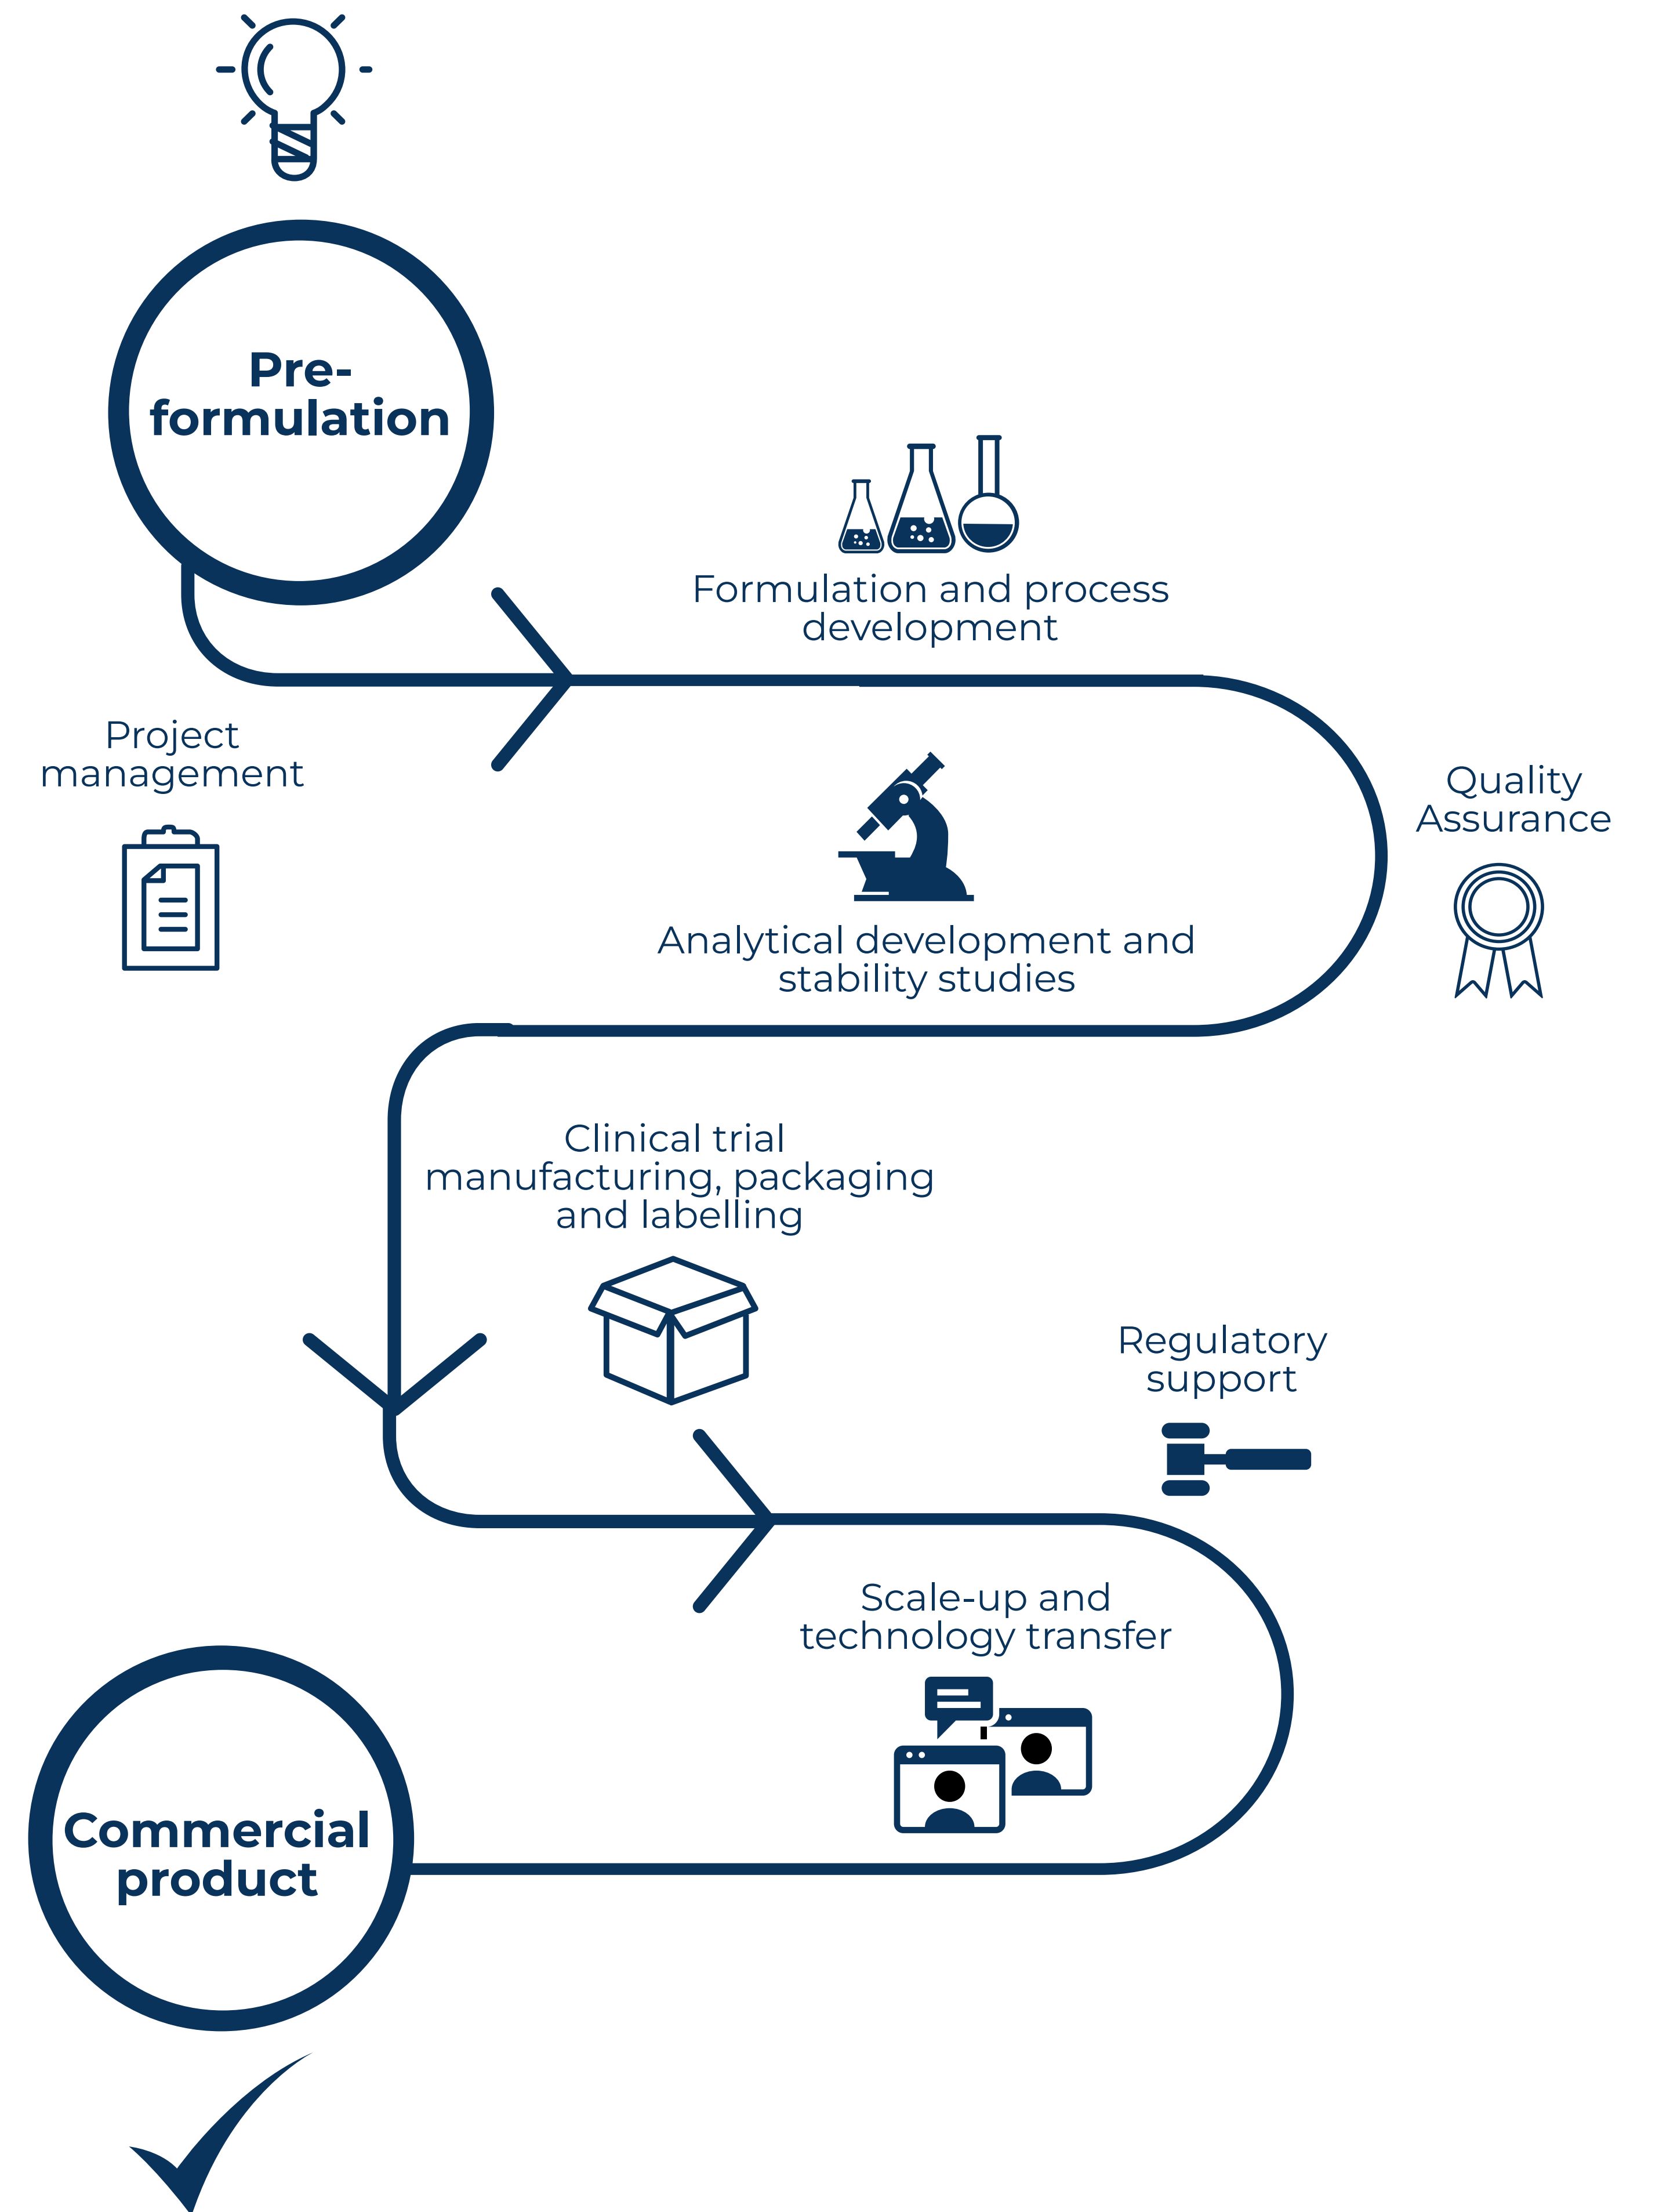 Pre-
formulation
Formulation and process
development
Project
management
Quality
Assurance
Analytical development and
stability studies
Clinical trial
manufacturing, packaging
and labelling
Regulatory
support
Scale-up and
technology transfer
Commercial
product